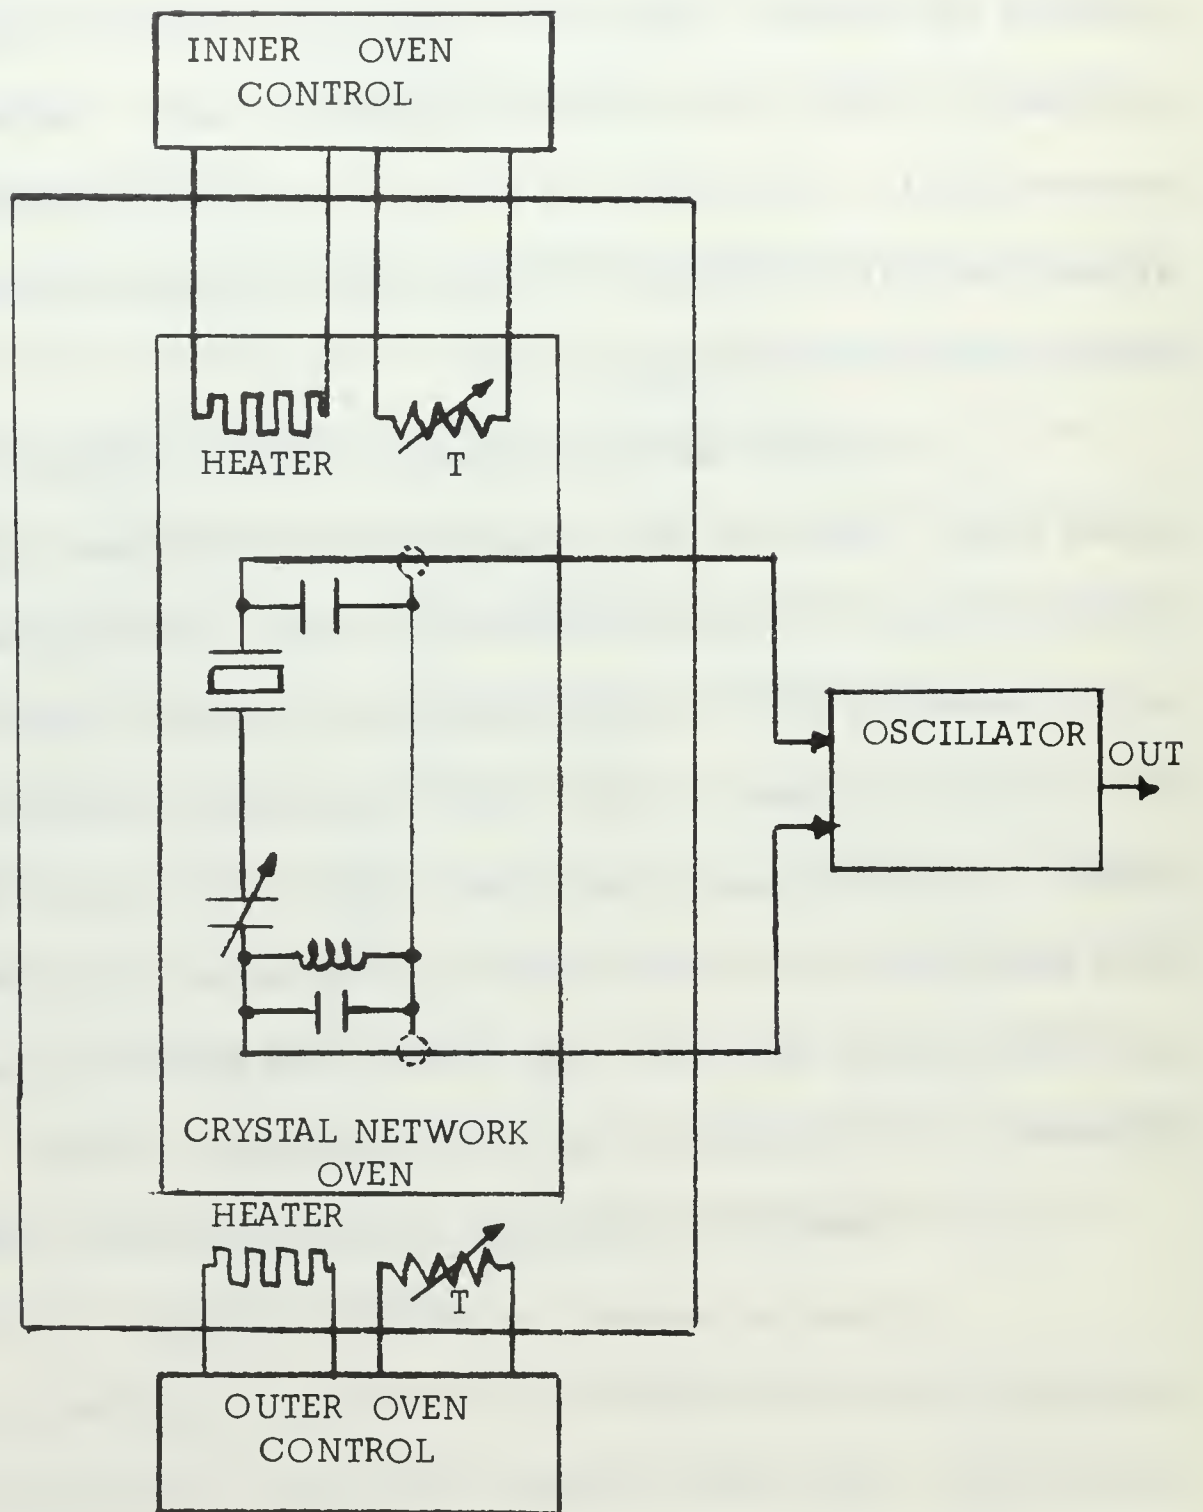 INNER OVEN
CONTROL
HEATER
T
OSCILLATOR
OUT
CRYSTAL NETWORK
OVEN
HEATER
T
OUTER OVEN
CONTROL